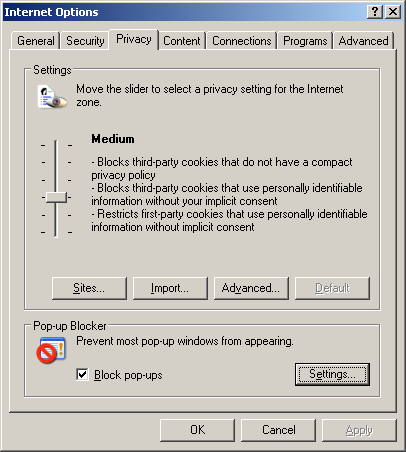 Internet Options
General
Security
Privacy
Content
Connections
Programs
Advanced
Settings
Move the slider to select a privacy setting for the Internet
zone.
Medium
- Blocks third-party cookies that do not have a compact
privacy policy
- Blocks third-party cookies that use personally identifiable
information without your implicit consent
- Restricts first-party cookies that use personally identifiable
information without implicit consent
Sites...
Import...
Advanced...
Default
Pop-up Blocker
Prevent most pop-up windows from appearing.
Block pop-ups
Settings...
OK
Cancel
Apply